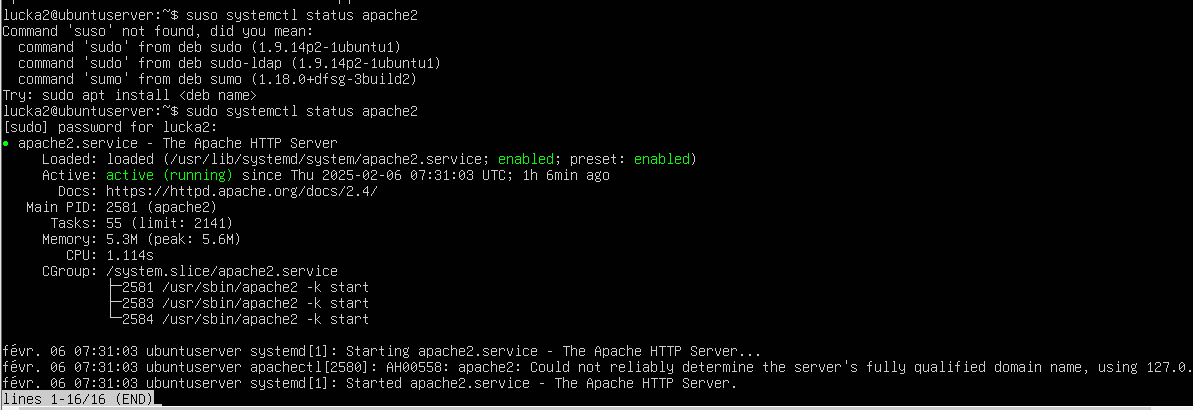 lucka2@ubuntuserver:~$ suso systemctl status apache2
Command 'suso' not found, did you mean:
  command 'sudo' from deb sudo (1.9.14p2-1ubuntu1)
  command 'sudo' from deb sudo-ldap (1.9.14p2-1ubuntu1)
  command 'sumo' from deb sumo (1.18.0+dfsg-3build2)
Try: sudo apt install <deb name>
lucka2@ubuntuserver:~$ sudo systemctl status apache2
[sudo] password for lucka2:
● apache2.service - The Apache HTTP Server
     Loaded: loaded (/usr/lib/systemd/system/apache2.service; enabled; preset: enabled)
     Active: active (running) since Thu 2025-02-06 07:31:03 UTC; 1h 6min ago
       Docs: https://httpd.apache.org/docs/2.4/
   Main PID: 2581 (apache2)
      Tasks: 55 (limit: 2141)
     Memory: 5.3M (peak: 5.6M)
        CPU: 1.114s
     CGroup: /system.slice/apache2.service
             ├─2581 /usr/sbin/apache2 -k start
             ├─2583 /usr/sbin/apache2 -k start
             └─2584 /usr/sbin/apache2 -k start
févr. 06 07:31:03 ubuntuserver systemd[1]: Starting apache2.service - The Apache HTTP Server...
févr. 06 07:31:03 ubuntuserver apachectl[2580]: AH00558: apache2: Could not reliably determine the server's fully qualified domain name, using 127.0.
févr. 06 07:31:03 ubuntuserver systemd[1]: Started apache2.service - The Apache HTTP Server.
lines 1-16/16 (END)